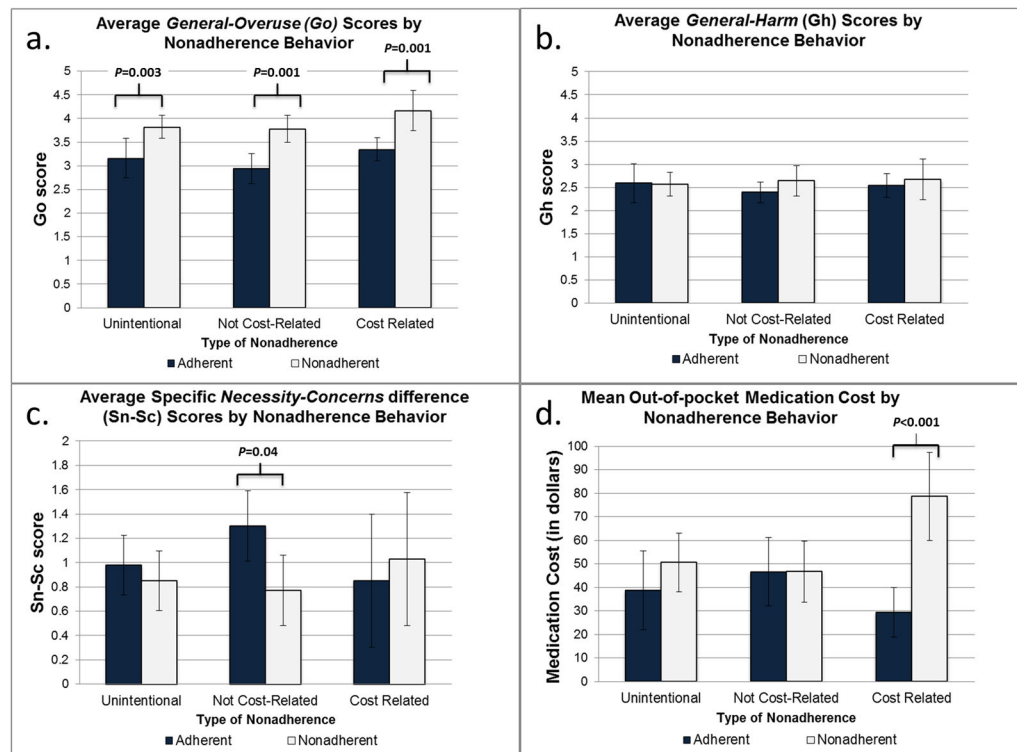 a.
Average General-Overuse (Go) Scores by
Nonadherence Behavior
P=0.003
P=0.001
P=0.001
Go score
5
4.5
4
3.5
3
2.5
2
1.5
1
0.5
0
Unintentional
Not Cost-Related
Cost Related
Type of Nonadherence
Adherent
Nonadherent
b.
Average General-Harm (Gh) Scores by
Nonadherence Behavior
Gh score
5
4.5
4
3.5
3
2.5
2
1.5
1
0.5
0
Unintentional
Not Cost-Related
Cost Related
Type of Nonadherence
Adherent
Nonadherent
c.
Average Specific Necessity-Concerns difference
(Sn-Sc) Scores by Nonadherence Behavior
P=0.04
Sn-Sc score
2
1.8
1.6
1.4
1.2
1
0.8
0.6
0.4
0.2
0
Unintentional
Not Cost-Related
Cost Related
Type of Nonadherence
Adherent
Nonadherent
d.
Mean Out-of-pocket Medication Cost by
Nonadherence Behavior
P<0.001
Medication Cost (in dollars)
100
90
80
70
60
50
40
30
20
10
0
Unintentional
Not Cost-Related
Cost Related
Type of Nonadherence
Adherent
Nonadherent